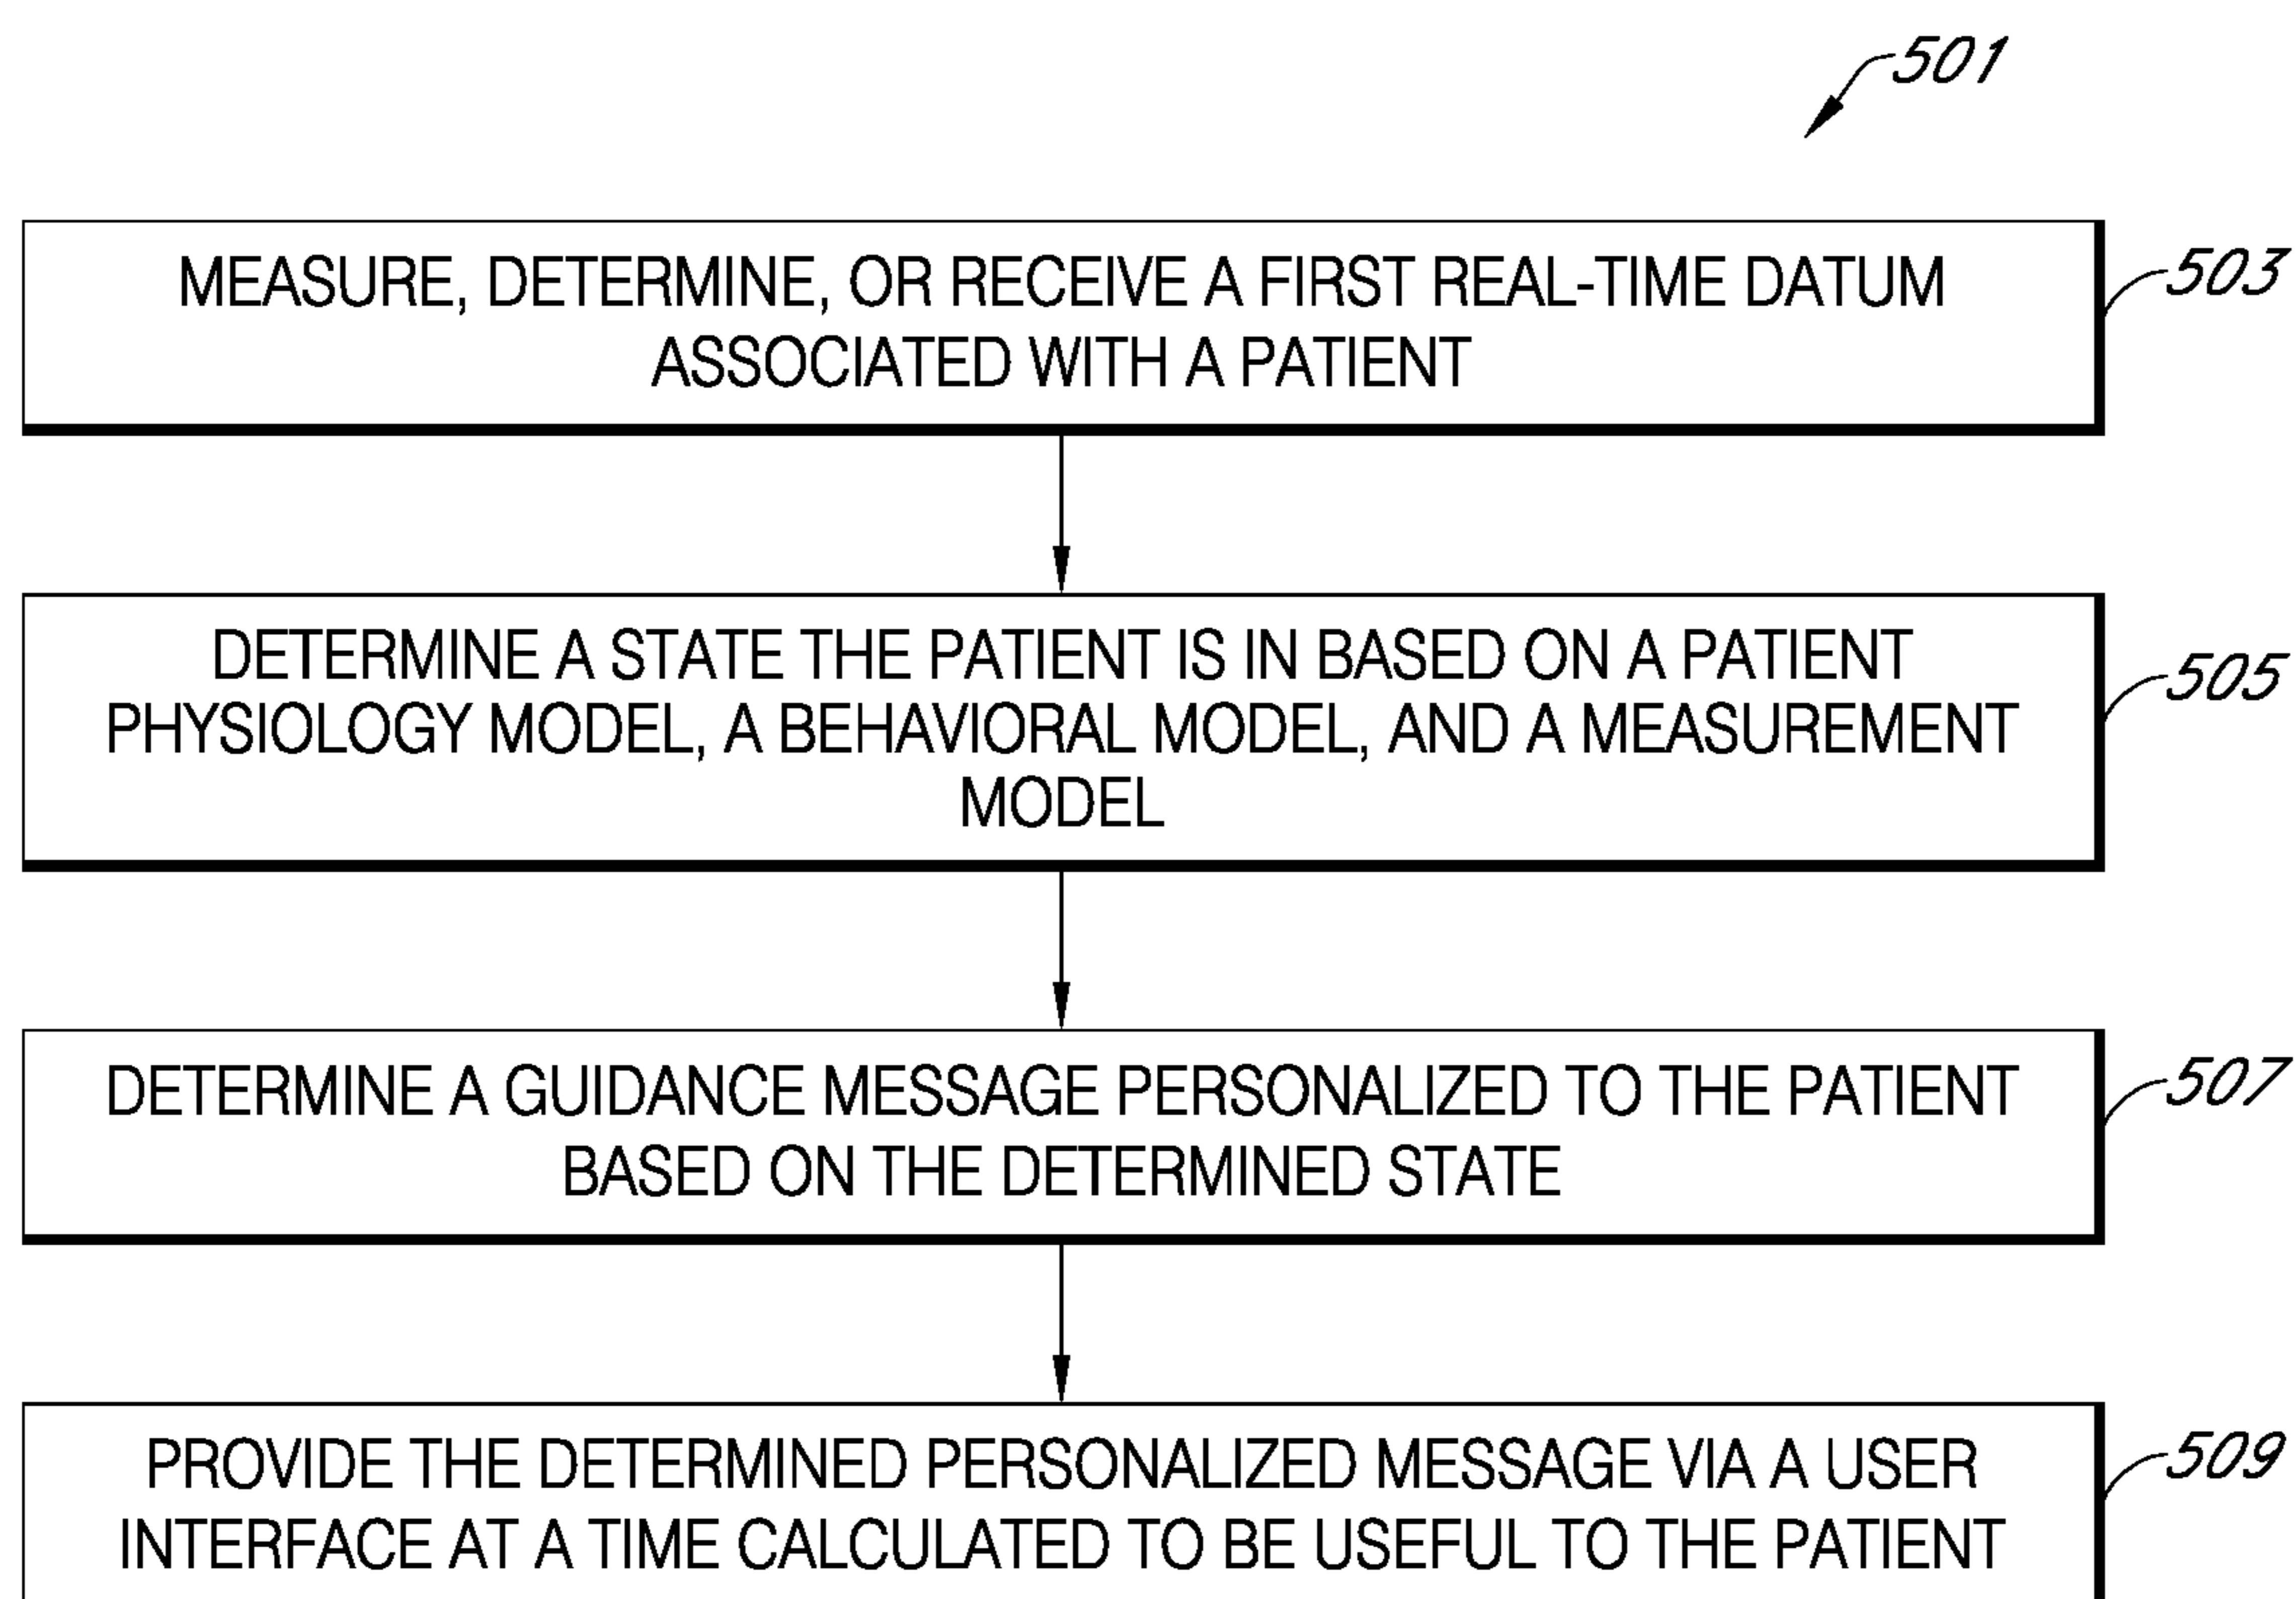 501
MEASURE, DETERMINE, OR RECEIVE A FIRST REAL-TIME DATUM
ASSOCIATED WITH A PATIENT
503
DETERMINE A STATE THE PATIENT IS IN BASED ON A PATIENT
PHYSIOLOGY MODEL, A BEHAVIORAL MODEL, AND A MEASUREMENT
MODEL
505
DETERMINE A GUIDANCE MESSAGE PERSONALIZED TO THE PATIENT
BASED ON THE DETERMINED STATE
507
PROVIDE THE DETERMINED PERSONALIZED MESSAGE VIA A USER
INTERFACE AT A TIME CALCULATED TO BE USEFUL TO THE PATIENT
509